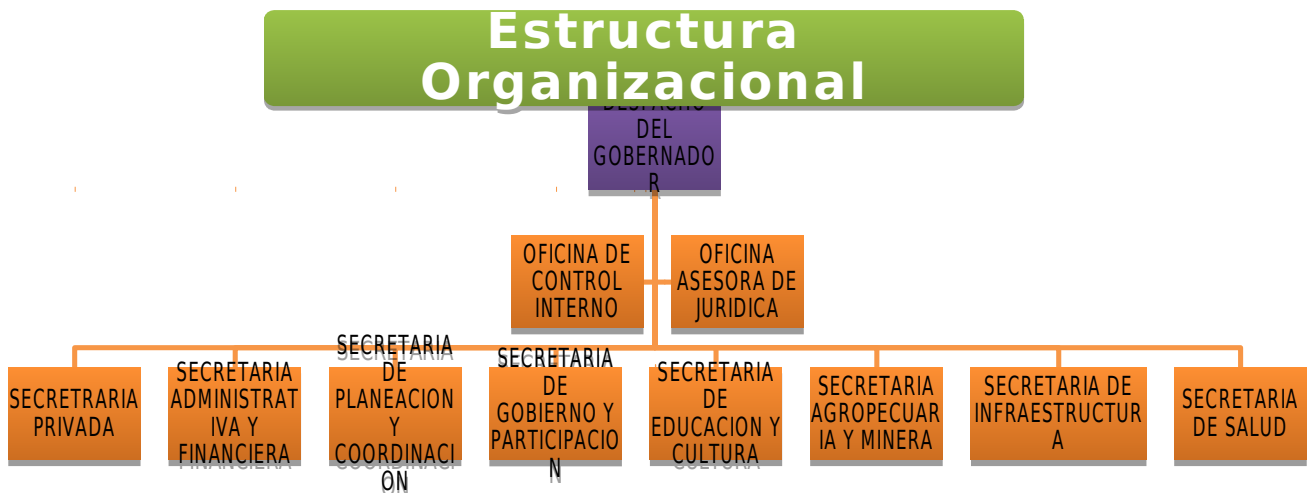 Estructura
Organizacional
DESPACHO
DEL
GOBERNADO
R
OFICINA DE
CONTROL
INTERNO
OFICINA
ASESORA DE
JURIDICA
SECRETRARIA
PRIVADA
SECRETARIA
ADMINISTRAT
IVA Y
FINANCIERA
SECRETARIA
DE
PLANEACION
Y
COORDINACI
ON
SECRETARIA
DE
GOBIERNO Y
PARTICIPACIO
N
SECRETARIA
DE
EDUCACION Y
CULTURA
SECRETARIA
AGROPECUAR
IA Y MINERA
SECRETARIA DE
INFRAESTRUCTUR
A
SECRETARIA
DE SALUD